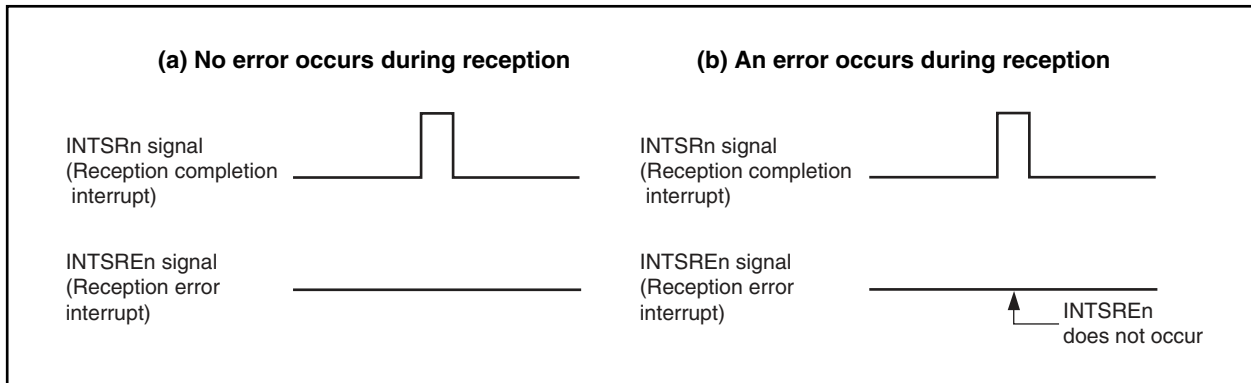 (a) No error occurs during reception
INTSRn signal
(Reception completion
interrupt)
INTSREn signal
(Reception error
interrupt)
(b) An error occurs during reception
INTSRn signal
(Reception completion
interrupt)
INTSREn signal
(Reception error
interrupt)
INTSREn
does not occur